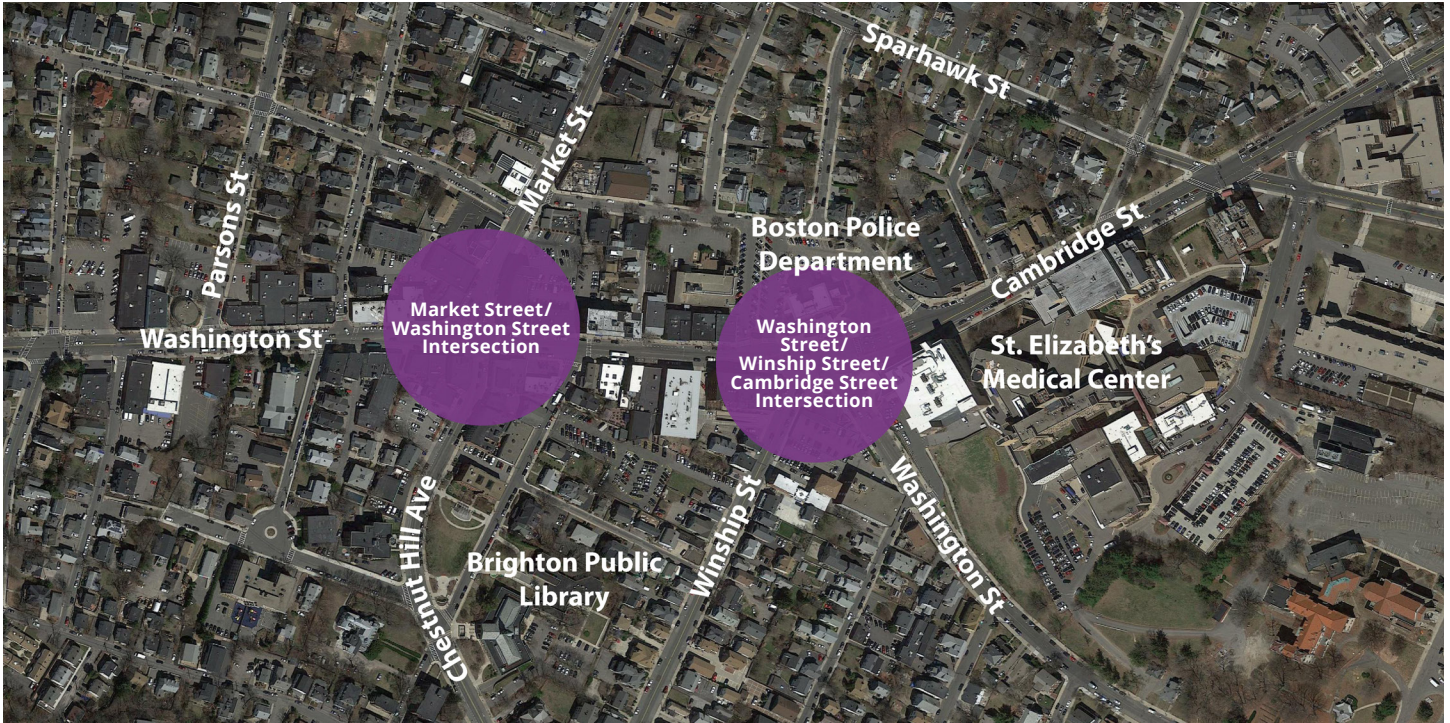 Sparhawk St
Market St
Parsons St
Boston Police
Department
Cambridge St
Market Street/
Washington Street
Intersection
Washington St
Washington
Street/
Winship Street/
Cambridge Street
Intersection
St. Elizabeth's
Medical Center
Chestnut Hill Ave
Brighton Public
Library
Winship St
Washington St